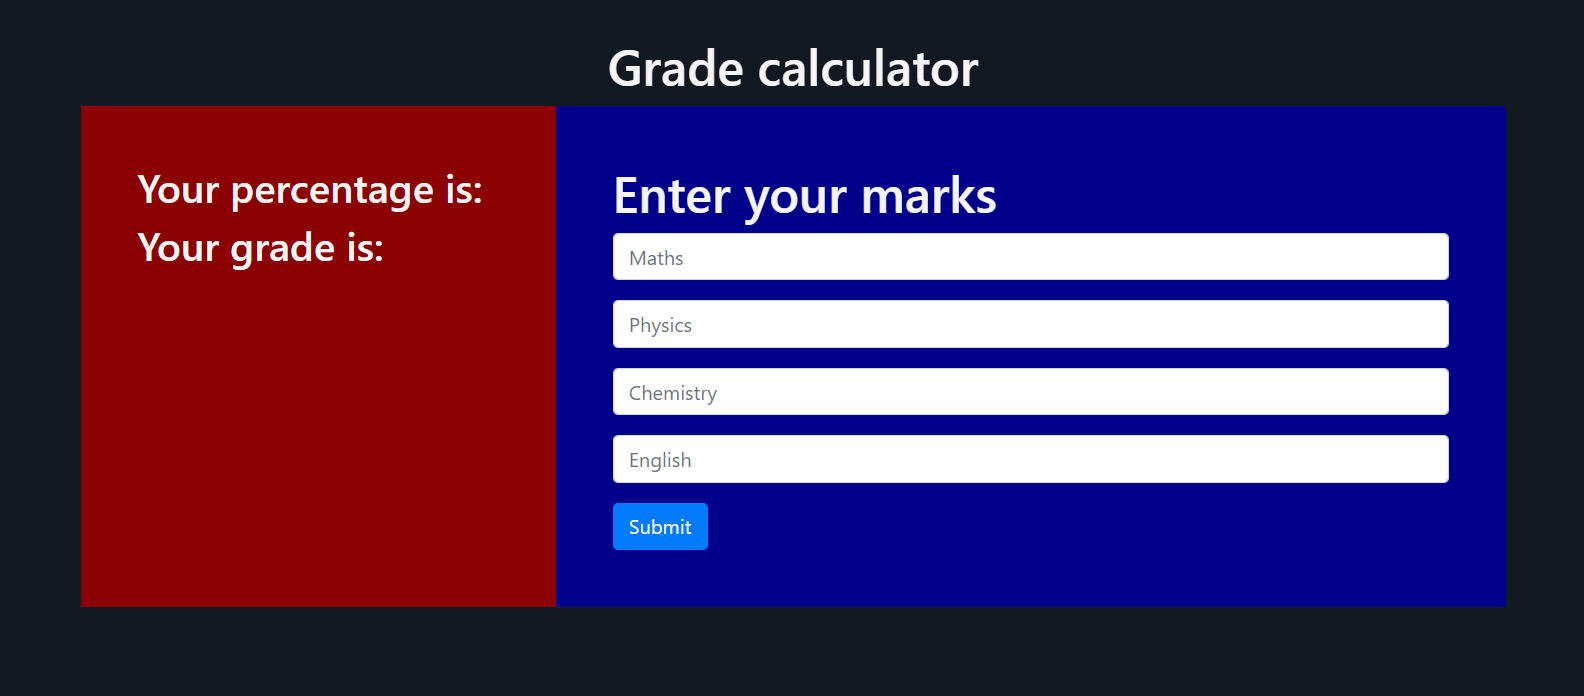 Grade calculator
Your percentage is:
Your grade is:
Enter your marks
Maths
Physics
Chemistry
English
Submit